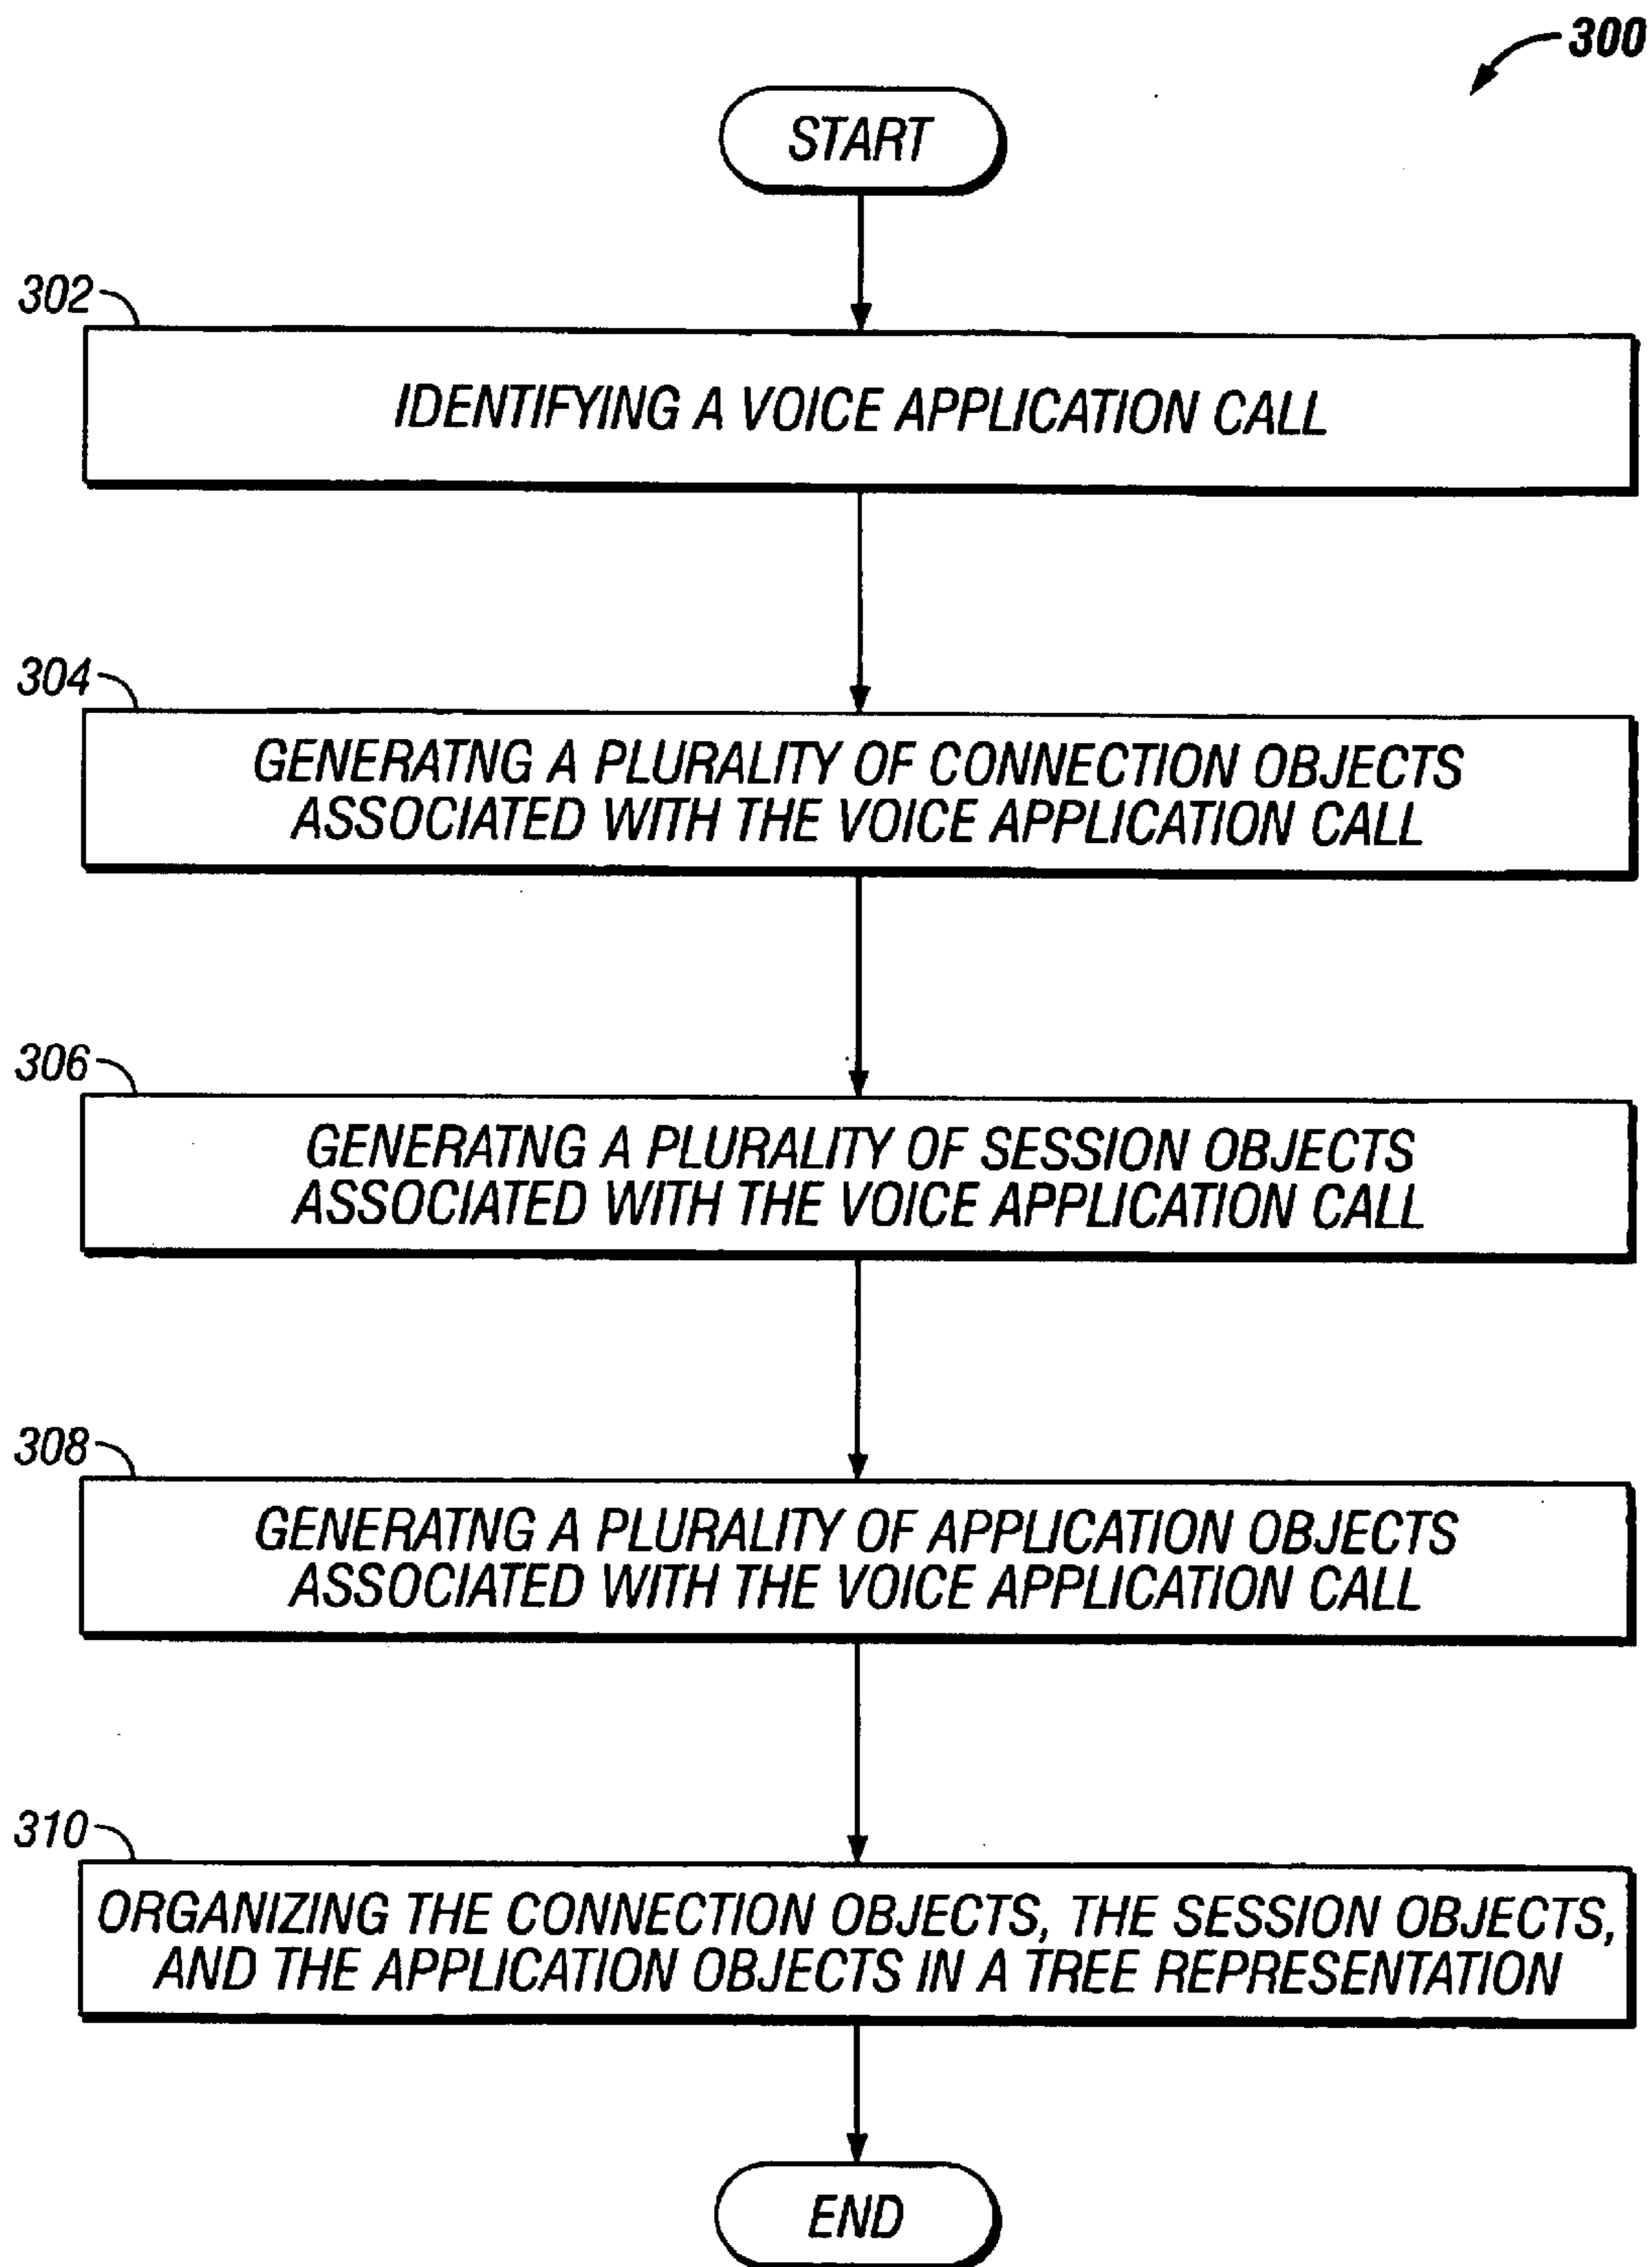 300
START
302
IDENTIFYING A VOICE APPLICATION CALL
304
GENERATNG A PLURALITY OF CONNECTION OBJECTS
ASSOCIATED WITH THE VOICE APPLICATION CALL
306
GENERATNG A PLURALITY OF SESSION OBJECTS
ASSOCIATED WITH THE VOICE APPLICATION CALL
308
GENERATNG A PLURALITY OF APPLICATION OBJECTS
ASSOCIATED WITH THE VOICE APPLICATION CALL
310
ORGANIZING THE CONNECTION OBJECTS, THE SESSION OBJECTS,
AND THE APPLICATION OBJECTS IN A TREE REPRESENTATION
END